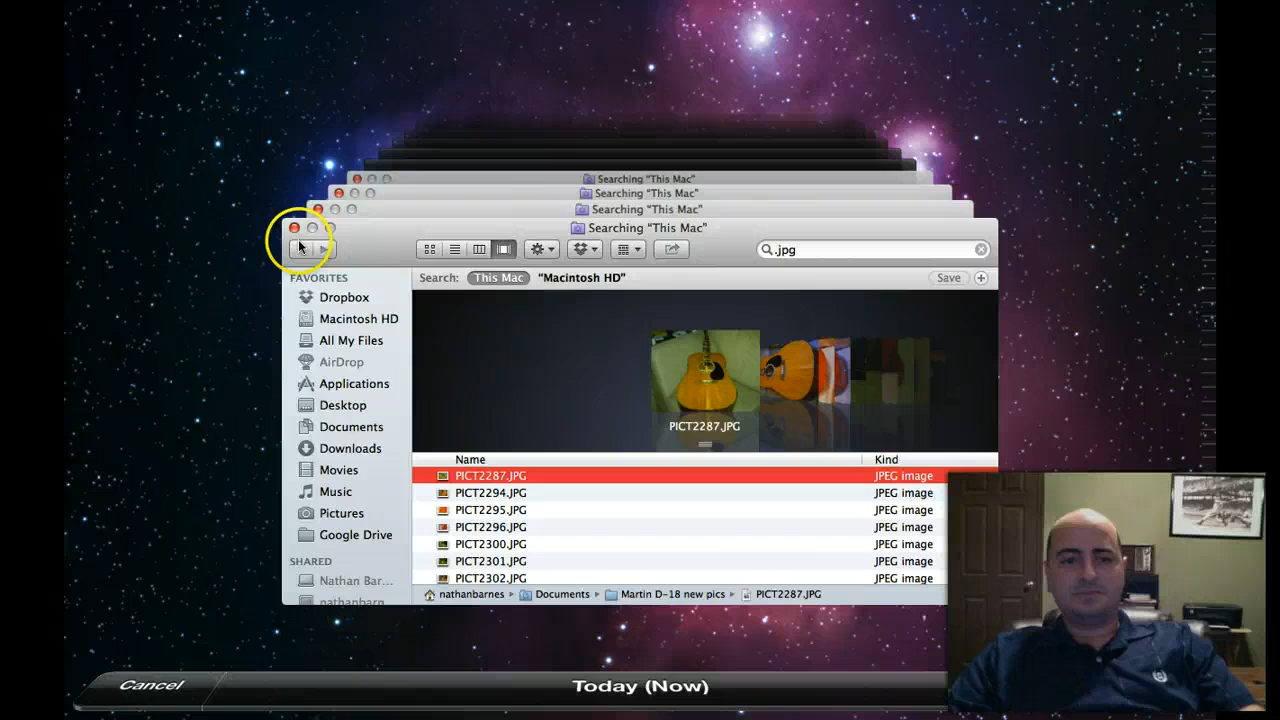 Searching "This Mac"
Searching "This Mac"
Searching "This Mac"
Searching "This Mac"
.jpg
FAVORITES
Dropbox
Macintosh HD
All My Files
AirDrop
Applications
Desktop
Documents
Downloads
Movies
Music
Pictures
Google Drive
SHARED
Nathan Bar...
nathanbarn
Search: This Mac "Macintosh HD" Save
PICT2287.JPG
Name Kind
PICT2287.JPG JPEG image
PICT2294.JPG JPEG image
PICT2295.JPG JPEG image
PICT2296.JPG JPEG image
PICT2300.JPG JPEG image
PICT2301.JPG JPEG image
PICT2302.JPG JPEG image
nathanbarnes Documents Martin D-18 new pics PICT2287.JPG
Cancel Today (Now)